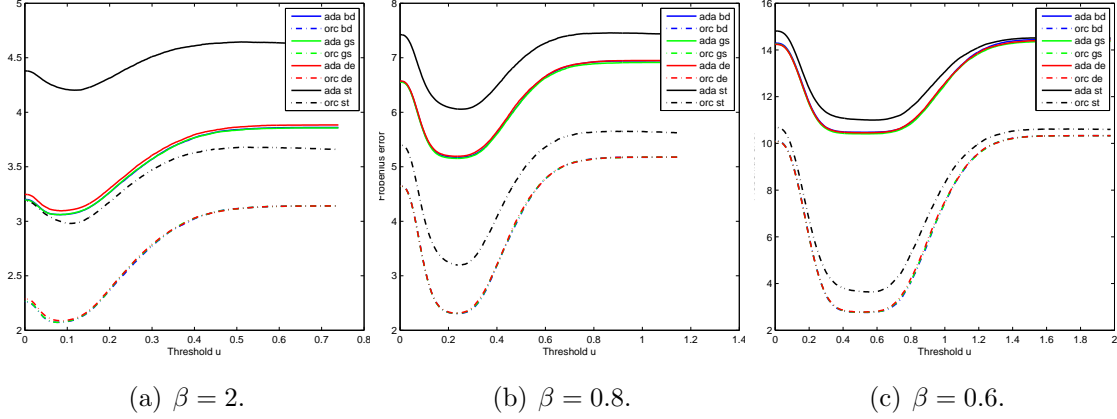 5
4.5
4
3.5
3
2.5
2
0
0.1
0.2
0.3
0.4
0.5
0.6
0.7
0.8
Threshold u
ada bd
orc bd
ada gs
orc gs
ada de
orc de
ada st
orc st
(a) β = 2.
8
7
6
5
4
3
2
0
0.2
0.4
0.6
0.8
1
1.2
1.4
Frobenius error
Threshold u
ada bd
orc bd
ada gs
orc gs
ada de
orc de
ada st
orc st
(b) β = 0.8.
16
14
12
10
8
6
4
2
0
0.2
0.4
0.6
0.8
1
1.2
1.4
1.6
1.8
2
Threshold u
ada bd
orc bd
ada gs
orc gs
ada de
orc de
ada st
orc st
(c) β = 0.6.